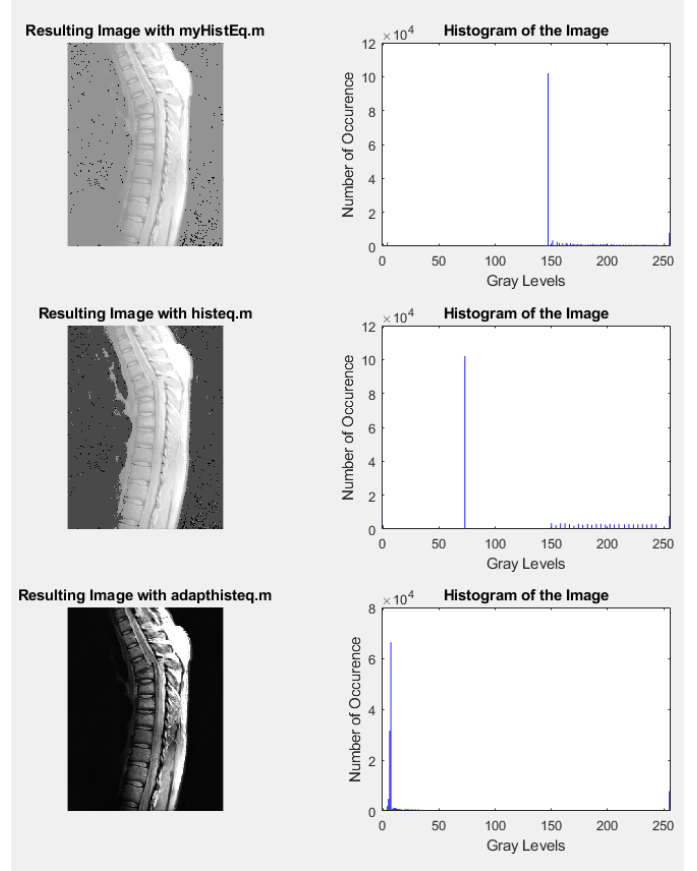 Resulting Image with myHistEq.m
Histogram of the Image
×10^4
12
10
8
6
4
2
0
Number of Occurence
0 50 100 150 200 250
Gray Levels
Resulting Image with histeq.m
Histogram of the Image
×10^4
12
10
8
6
4
2
0
Number of Occurence
0 50 100 150 200 250
Gray Levels
Resulting Image with adapthisteq.m
Histogram of the Image
×10^4
8
6
4
2
0
Number of Occurence
0 50 100 150 200 250
Gray Levels